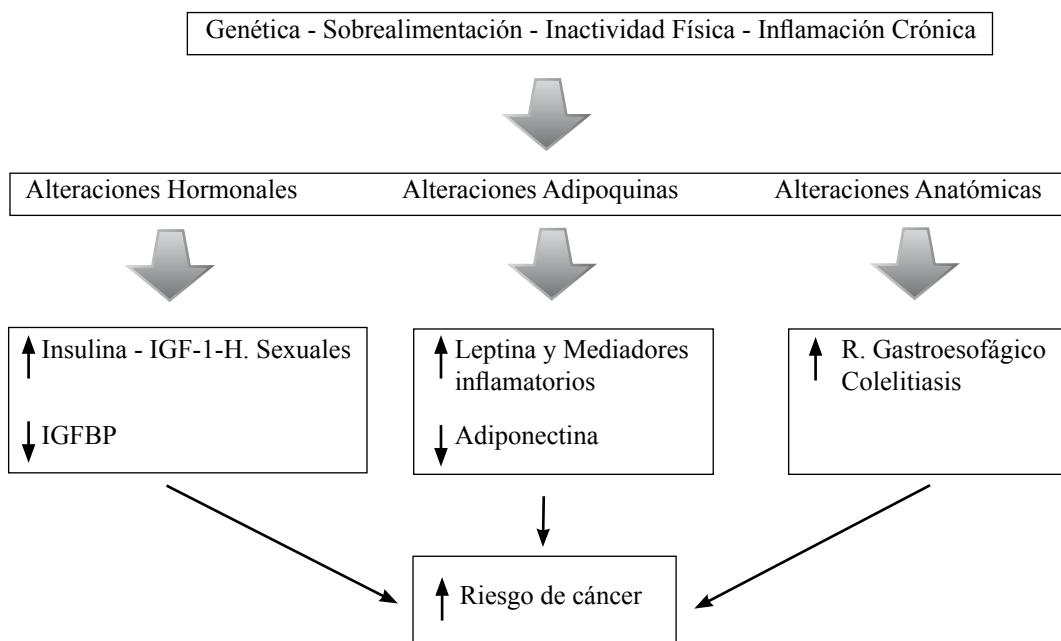 Genética - Sobrealimentación - Inactividad Física - Inflamación Crónica
Alteraciones Hormonales
Alteraciones Adipoquinas
Alteraciones Anatómicas
Insulina - IGF-1-H. Sexuales
IGFBP
Leptina y Mediadores
inflamatorios
Adiponectina
R. Gastroesofágico
Colelitiasis
Riesgo de cáncer